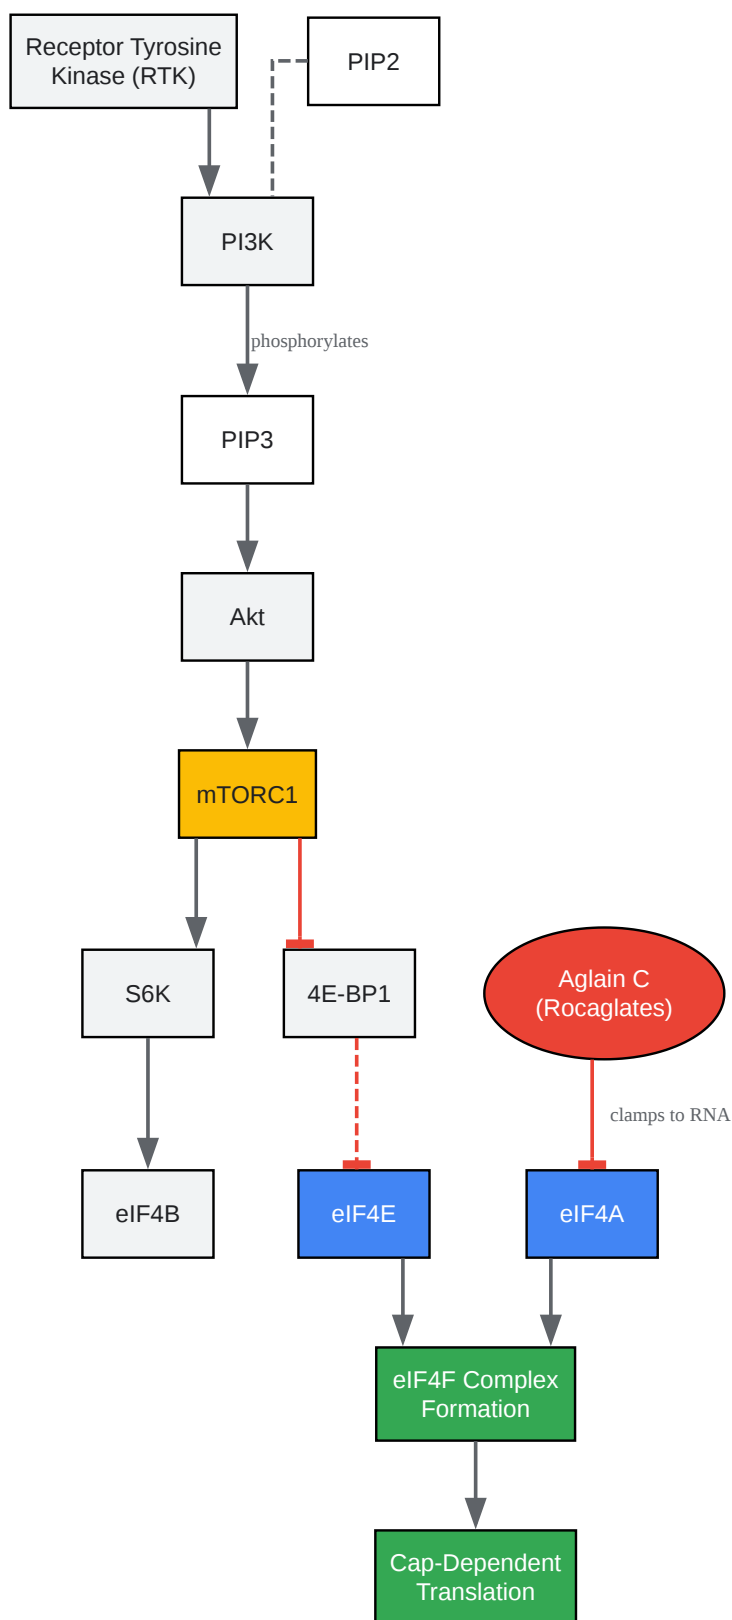 Receptor Tyrosine
Kinase (RTK)
PIP2
PI3K
phosphorylates
PIP3
Akt
mTORC1
S6K
4E-BP1
Aglain C
(Rocaglates)
clamps to RNA
eIF4B
eIF4E
eIF4A
eIF4F Complex
Formation
Cap-Dependent
Translation